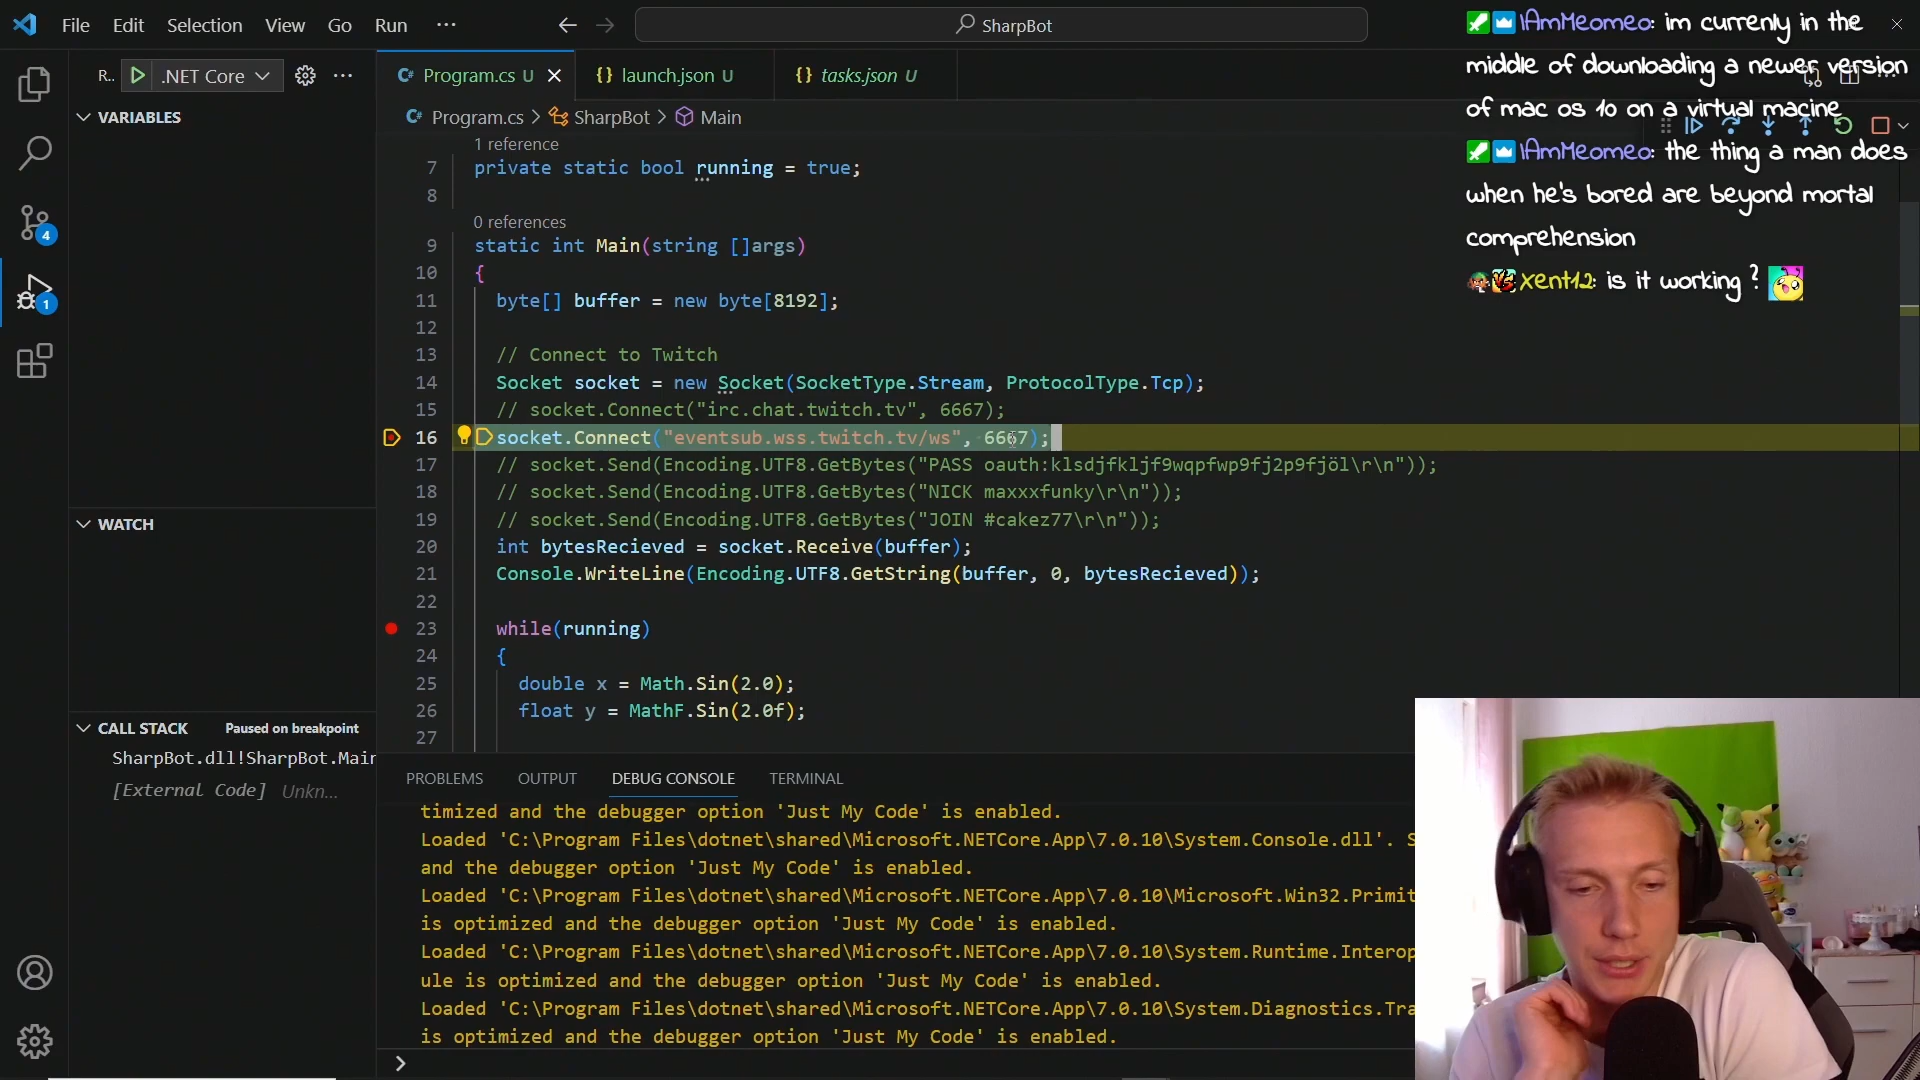 File Edit Selection View Go Run ···
SharpBot
R.. .NET Core ···
Program.cs U
launch.json U
tasks.json U
Program.cs > SharpBot > Main
VARIABLES
WATCH
CALL STACK Paused on breakpoint
SharpBot.dll!SharpBot.Main
[External Code] Unkn...
4
1
1 reference
7 private static bool running = true;
8
0 references
9 static int Main(string []args)
10 {
11 byte[] buffer = new byte[8192];
12
13 // Connect to Twitch
14 Socket socket = new Socket(SocketType.Stream, ProtocolType.Tcp);
15 // socket.Connect("irc.chat.twitch.tv", 6667);
16 socket.Connect("eventsub.wss.twitch.tv/ws", 6667);
17 // socket.Send(Encoding.UTF8.GetBytes("PASS oauth:klsdjfkljf9wqpfwp9fj2p9fjöl\r\n"));
18 // socket.Send(Encoding.UTF8.GetBytes("NICK maxxxfunky\r\n"));
19 // socket.Send(Encoding.UTF8.GetBytes("JOIN #cakez77\r\n"));
20 int bytesRecieved = socket.Receive(buffer);
21 Console.WriteLine(Encoding.UTF8.GetString(buffer, 0, bytesRecieved));
22
23 while(running)
24 {
25 double x = Math.Sin(2.0);
26 float y = MathF.Sin(2.0f);
27
PROBLEMS OUTPUT DEBUG CONSOLE TERMINAL
timized and the debugger option 'Just My Code' is enabled.
Loaded 'C:\Program Files\dotnet\shared\Microsoft.NETCore.App\7.0.10\System.Console.dll'. S
and the debugger option 'Just My Code' is enabled.
Loaded 'C:\Program Files\dotnet\shared\Microsoft.NETCore.App\7.0.10\Microsoft.Win32.Primit
is optimized and the debugger option 'Just My Code' is enabled.
Loaded 'C:\Program Files\dotnet\shared\Microsoft.NETCore.App\7.0.10\System.Runtime.Interop
ule is optimized and the debugger option 'Just My Code' is enabled.
Loaded 'C:\Program Files\dotnet\shared\Microsoft.NETCore.App\7.0.10\System.Diagnostics.Tra
is optimized and the debugger option 'Just My Code' is enabled.
IAmMeomeo: im currenly in the
middle of downloading a newer version
of mac os 10 on a virtual macine
IAmMeomeo: the thing a man does
when he's bored are beyond mortal
comprehension
Xent12: is it working ?